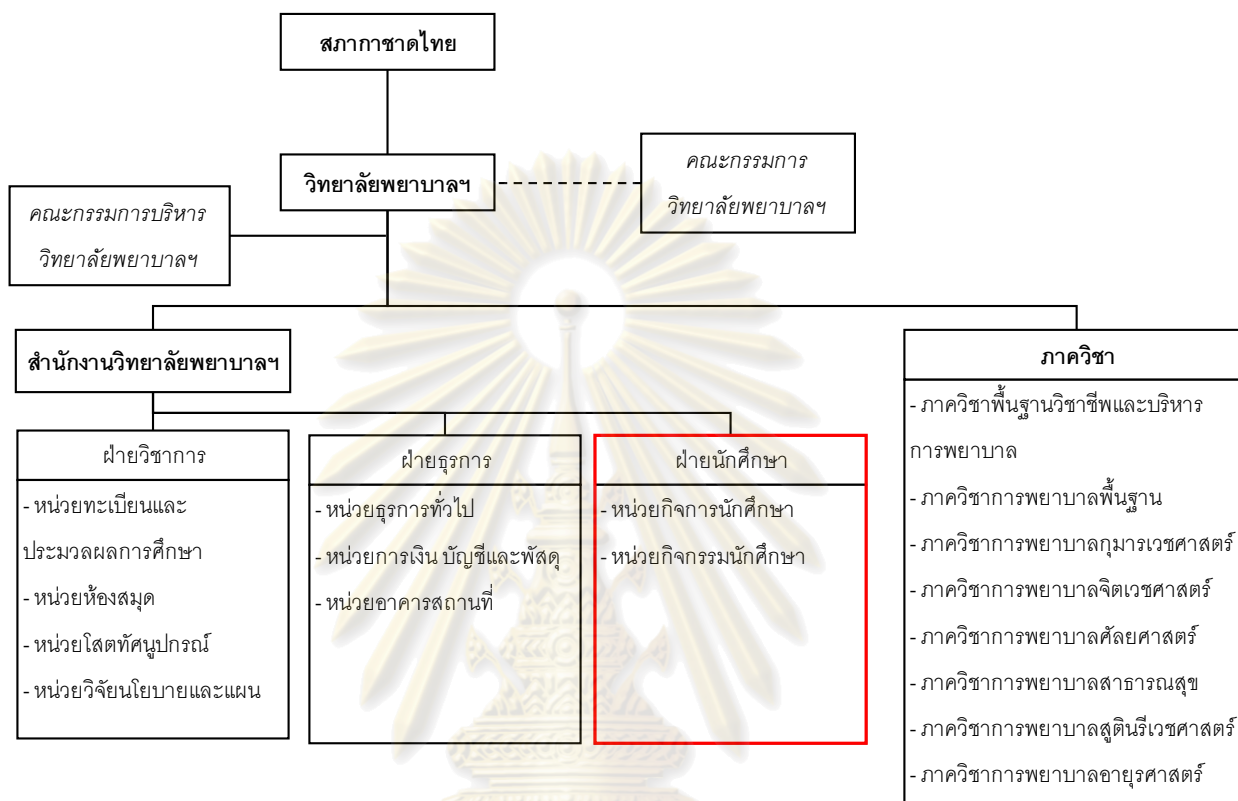 สภากาชาดไทย
วิทยาลัยพยาบาลฯ
คณะกรรมการ
วิทยาลัยพยาบาลฯ
คณะกรรมการบริหาร
วิทยาลัยพยาบาลฯ
สำนักงานวิทยาลัยพยาบาลฯ
ฝ่ายวิชาการ
- หน่วยทะเบียนและ
ประมวลผลการศึกษา
- หน่วยห้องสมุด
- หน่วยโสตทัศนูปกรณ์
- หน่วยวิจัยนโยบายและแผน
ฝ่ายธุรการ
- หน่วยธุรการทั่วไป
- หน่วยการเงิน บัญชีและพัสดุ
- หน่วยอาคารสถานที่
ฝ่ายนักศึกษา
- หน่วยกิจการนักศึกษา
- หน่วยกิจกรรมนักศึกษา
ภาควิชา
- ภาควิชาพื้นฐานวิชาชีพและบริหาร
การพยาบาล
- ภาควิชาการพยาบาลพื้นฐาน
- ภาควิชาการพยาบาลกุมารเวชศาสตร์
- ภาควิชาการพยาบาลจิตเวชศาสตร์
- ภาควิชาการพยาบาลศัลยศาสตร์
- ภาควิชาการพยาบาลสาธารณสุข
- ภาควิชาการพยาบาลสูตินรีเวชศาสตร์
- ภาควิชาการพยาบาลอายุรศาสตร์